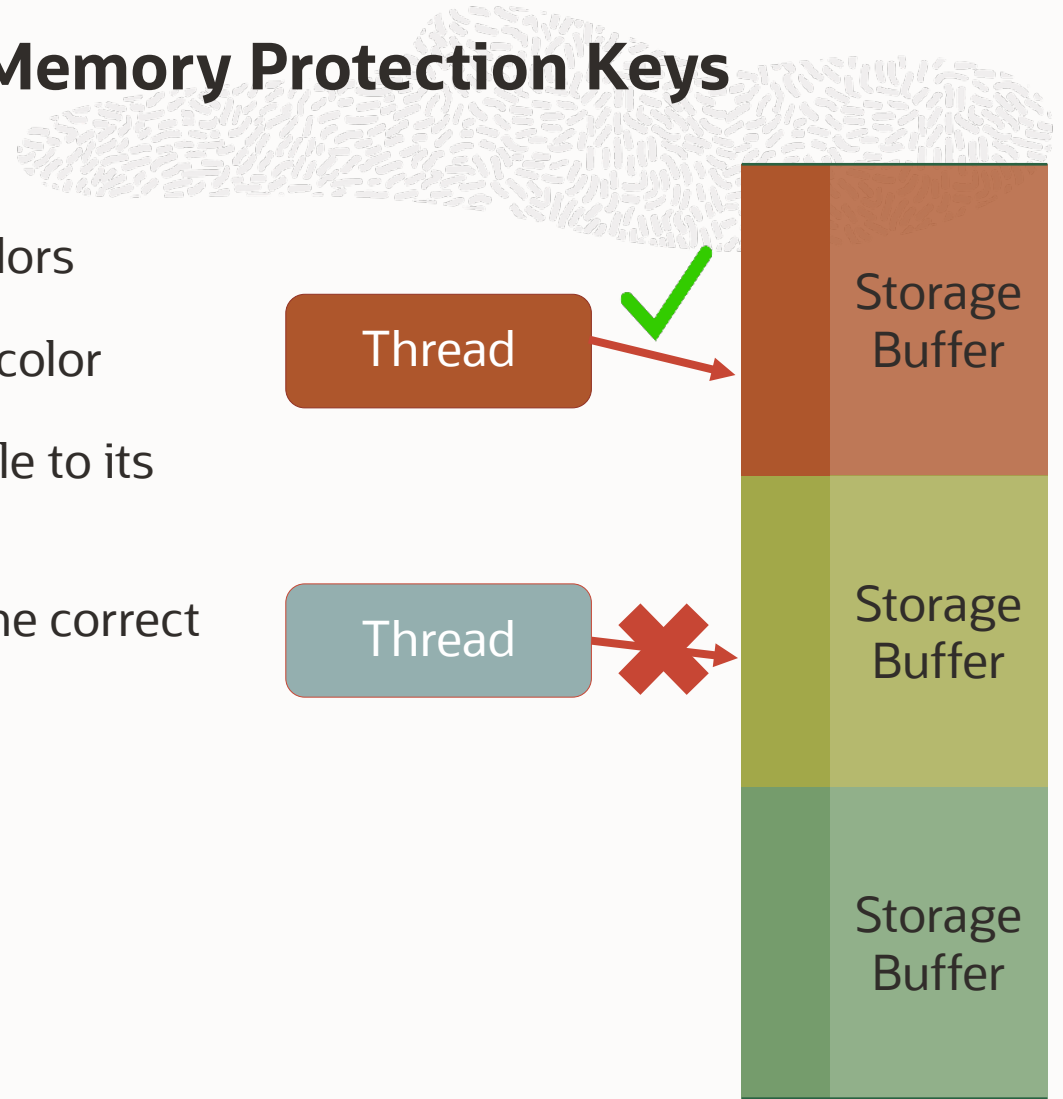 Memory Protection Keys
lors
color
le to its
ne correct
Thread
Thread
Storage
Buffer
Storage
Buffer
Storage
Buffer